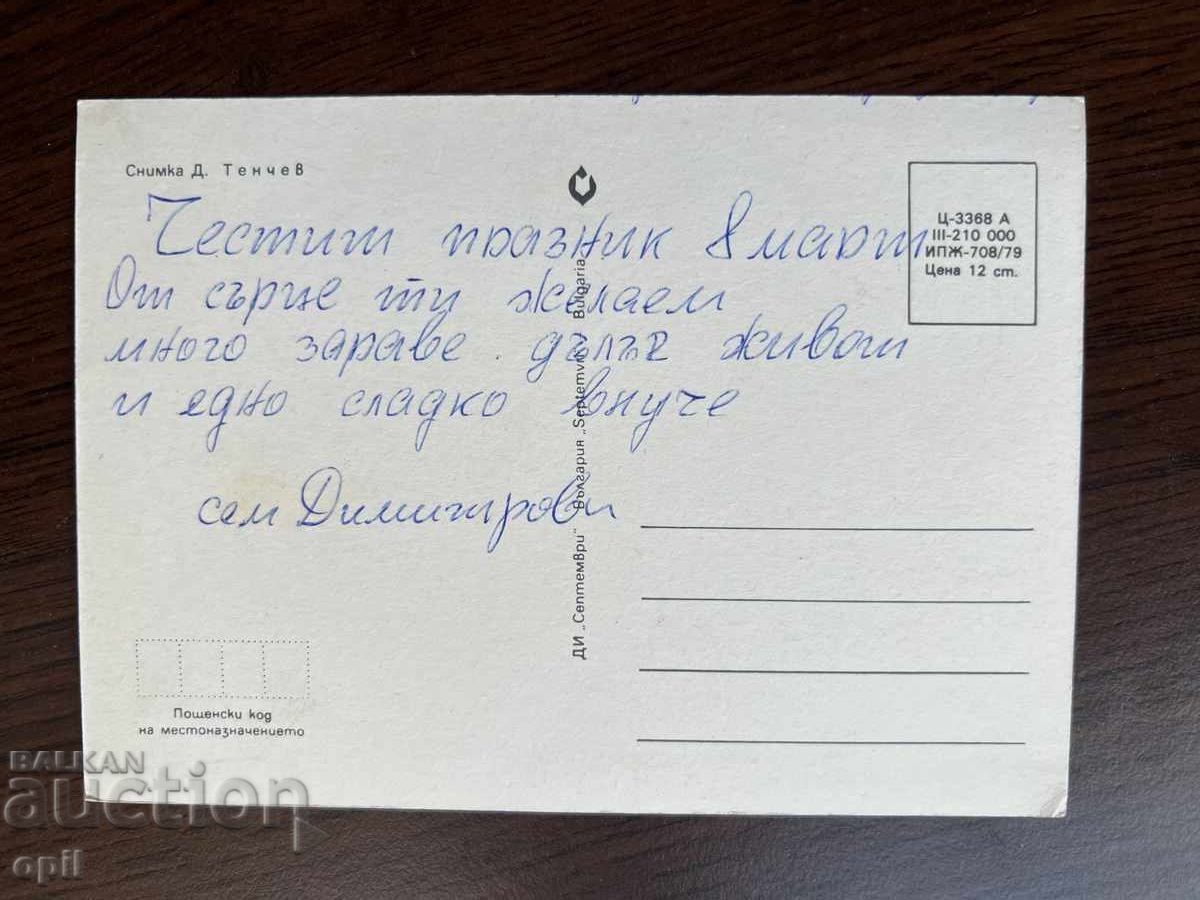 Снимка Д. Тенчев
Честит празник 8 март
От сърце ти желаем
много здраве. дълъг живот
и едно сладко внуче
сем Димитрови
Ц-3368 А
III-210 000
ИПЖ-708/79
Цена 12 ст.
ДИ „Септември" България „Septemvri" Bulgaria
Пощенски код
на местоназначението
BALKAN
auction
opil